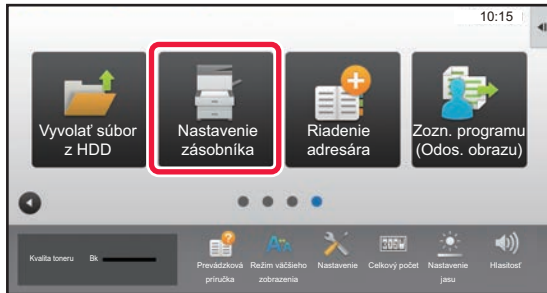 10:15
Vyvolať súbor
z HDD
Nastavenie
zásobníka
Riadenie
adresára
Zozn. programu
(Odos. obrazu)
Kvalita toneru Bk
Prevádzková
príručka
Režim väčšieho
zobrazenia
Nastavenie
Celkový počet
Nastavenie
jasu
Hlasitosť